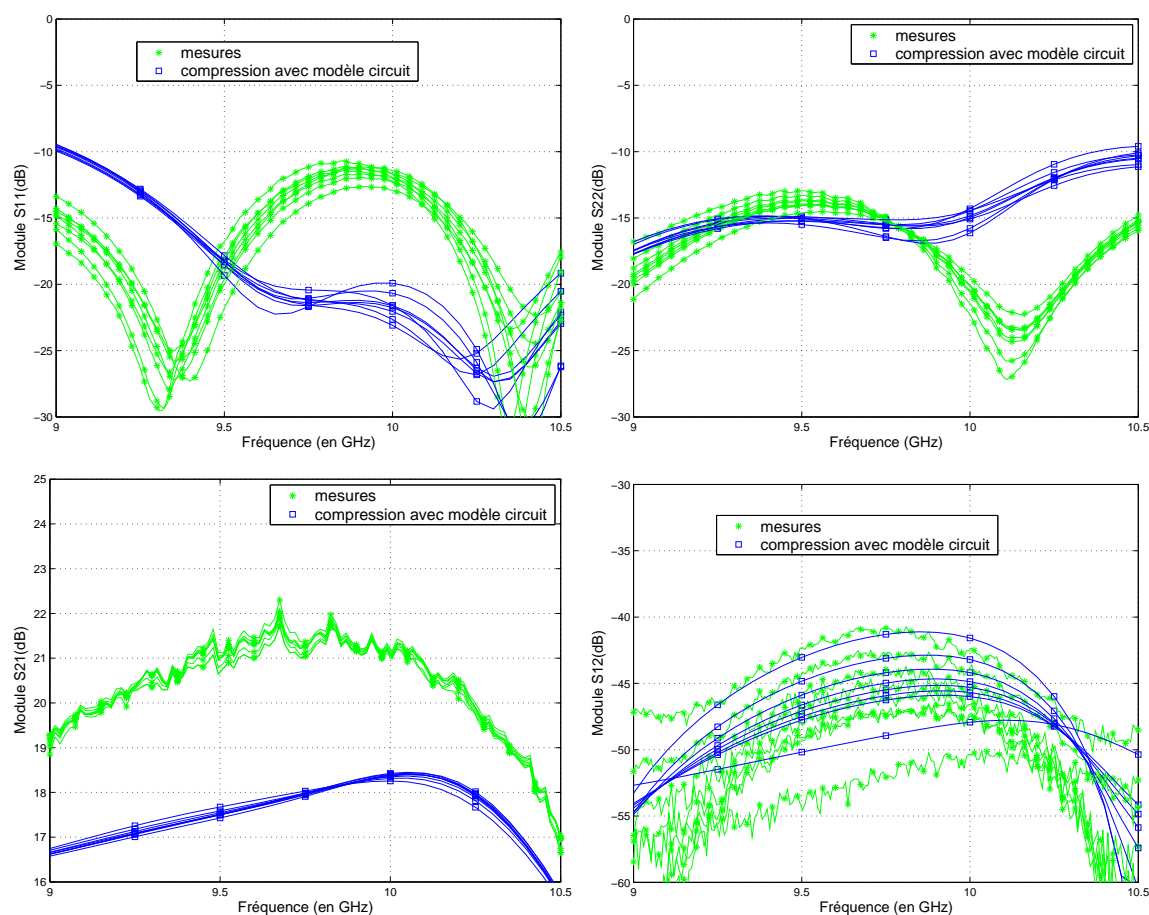 0
−5
−10
−15
−20
−25
−30
9
9.5
10
10.5
Module S11(dB)
Fréquence (en GHz)
mesures
compression avec modèle circuit
0
−5
−10
−15
−20
−25
−30
9
9.5
10
10.5
Module S22(dB)
Fréquence (GHz)
mesures
compression avec modèle circuit
25
24
23
22
21
20
19
18
17
16
9
9.5
10
10.5
Module S21(dB)
Fréquence (en GHz)
mesures
compression avec modèle circuit
−30
−35
−40
−45
−50
−55
−60
9
9.5
10
10.5
Module S12(dB)
Fréquence (en GHz)
mesures
compression avec modèle circuit